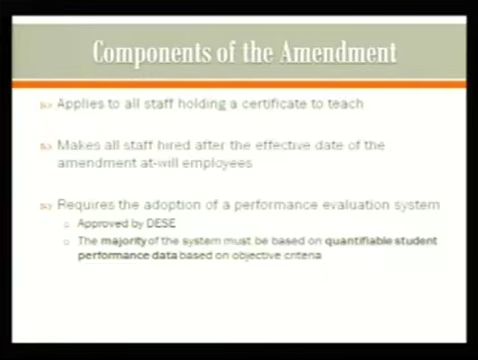 Components of the Amendment
Applies to all staff holding a certificate to teach
Makes all staff hired after the effective date of the
amendment at-will employees
Requires the adoption of a performance evaluation system
Approved by DESE
The majority of the system must be based on quantifiable student
performance data based on objective criteria